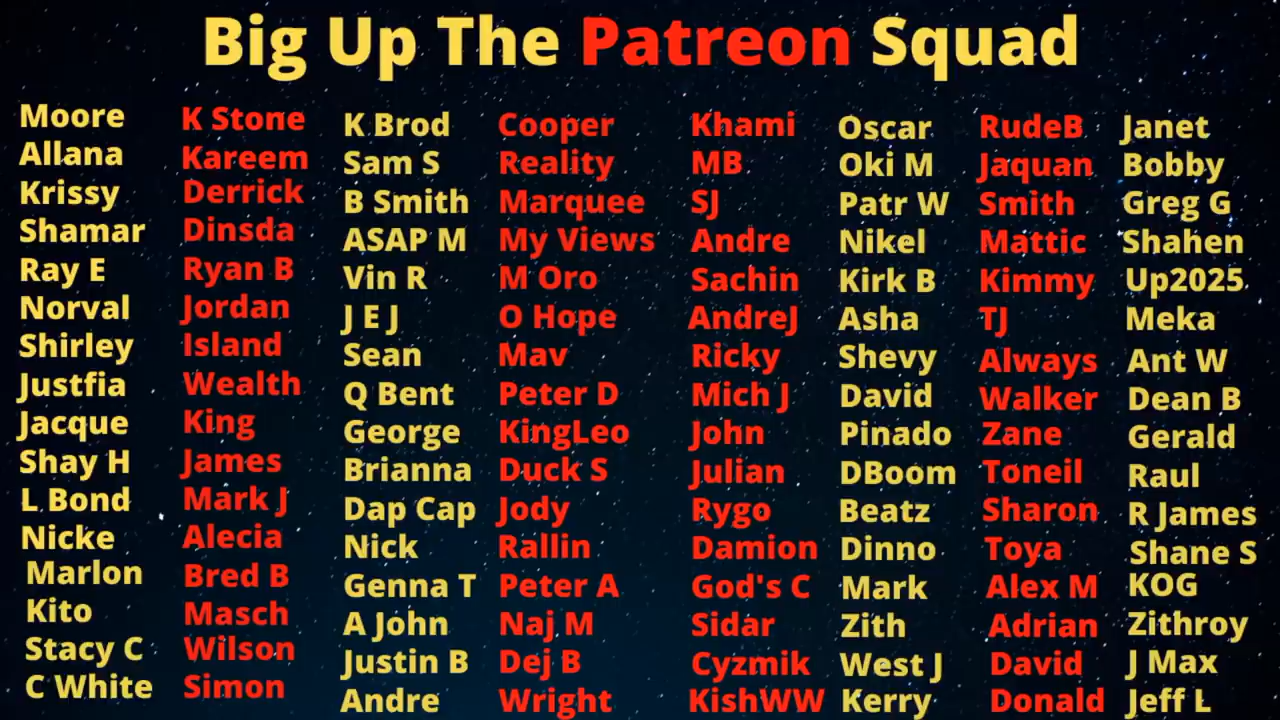 Big Up The Patreon Squad
Moore
Allana
Krissy
Shamar
Ray E
Norval
Shirley
Justfia
Jacque
Shay H
L Bond
Nicke
Marlon
Kito
Stacy C
C White
K Stone
Kareem
Derrick
Dinsda
Ryan B
Jordan
Island
Wealth
King
James
Mark J
Alecia
Bred B
Masch
Wilson
Simon
K Brod
Sam S
B Smith
ASAP M
Vin R
J E J
Sean
Q Bent
George
Brianna
Dap Cap
Nick
Genna T
A John
Justin B
Andre
Cooper
Reality
Marquee
My Views
M Oro
O Hope
Mav
Peter D
KingLeo
Duck S
Jody
Rallin
Peter A
Naj M
Dej B
Wright
Khami
MB
SJ
Andre
Sachin
AndreJ
Ricky
Mich J
John
Julian
Rygo
Damion
God's C
Sidar
Cyzmik
KishWW
Oscar
Oki M
Patr W
Nikel
Kirk B
Asha
Shevy
David
Pinado
DBoom
Beatz
Dinno
Mark
Zith
West J
Kerry
RudeB
Jaquan
Smith
Mattic
Kimmy
TJ
Always
Walker
Zane
Toneil
Sharon
Toya
Alex M
Adrian
David
Donald
Janet
Bobby
Greg G
Shahen
Up2025
Meka
Ant W
Dean B
Gerald
Raul
R James
Shane S
KOG
Zithroy
J Max
Jeff L